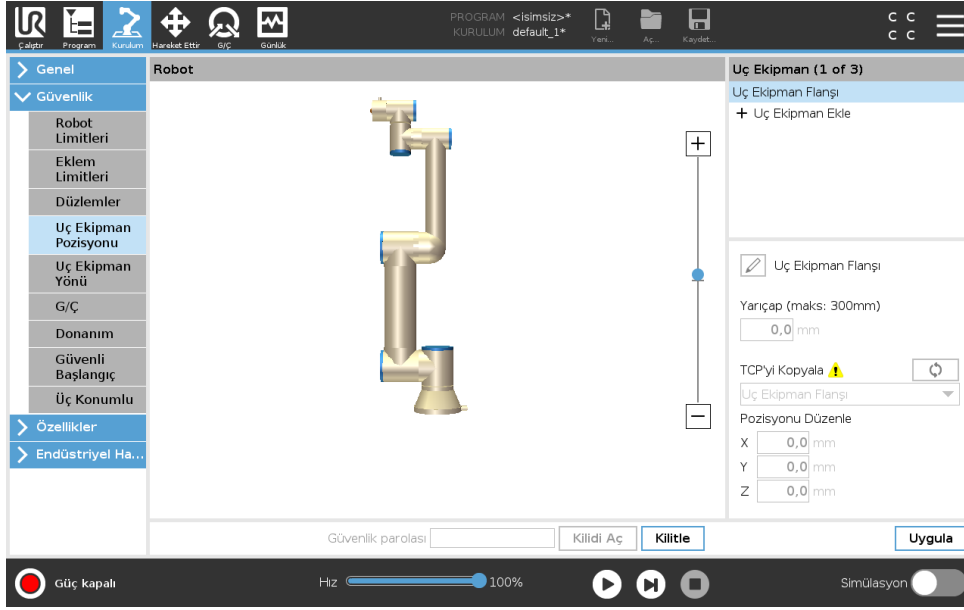 Çalıştır
Program
Kurulum
Hareket Ettir
G/Ç
Günlük
PROGRAM <isimsiz>*
KURULUM default_1*
Yeni...
Aç...
Kaydet...
C C
C C
Genel
Güvenlik
Robot
Limitleri
Eklem
Limitleri
Düzlemler
Uç Ekipman
Pozisyonu
Uç Ekipman
Yönü
G/Ç
Donanım
Güvenli
Başlangıç
Üç Konumlu
Özellikler
Endüstriyel Ha...
Robot
Uç Ekipman (1 of 3)
Uç Ekipman Flanşı
+ Uç Ekipman Ekle
Uç Ekipman Flanşı
Yarıçap (maks: 300mm)
0,0 mm
TCP'yi Kopyala
Uç Ekipman Flanşı
Pozisyonu Düzenle
X 0,0 mm
Y 0,0 mm
Z 0,0 mm
Güvenlik parolası
Kilidi Aç
Kilitle
Uygula
Güç kapalı
Hız 100%
Simülasyon